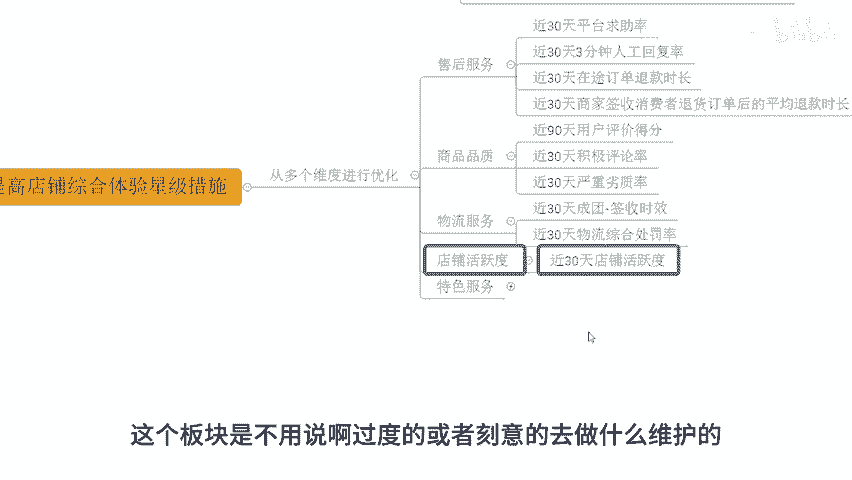 近30天平台求助率
售后服务
近30天3分钟人工回复率
近30天在途订单退款时长
近30天商家签收消费者退货订单后的平均退款时长
近90天用户评价得分
商品品质
近30天积极评论率
提高店铺综合体验星级措施
从多个维度进行优化
近30天严重劣质率
物流服务
近30天成团-签收时效
近30天物流综合处罚率
店铺活跃度
近30天店铺活跃度
特色服务
这个板块是不用说啊过度的或者刻意的去做什么维护的